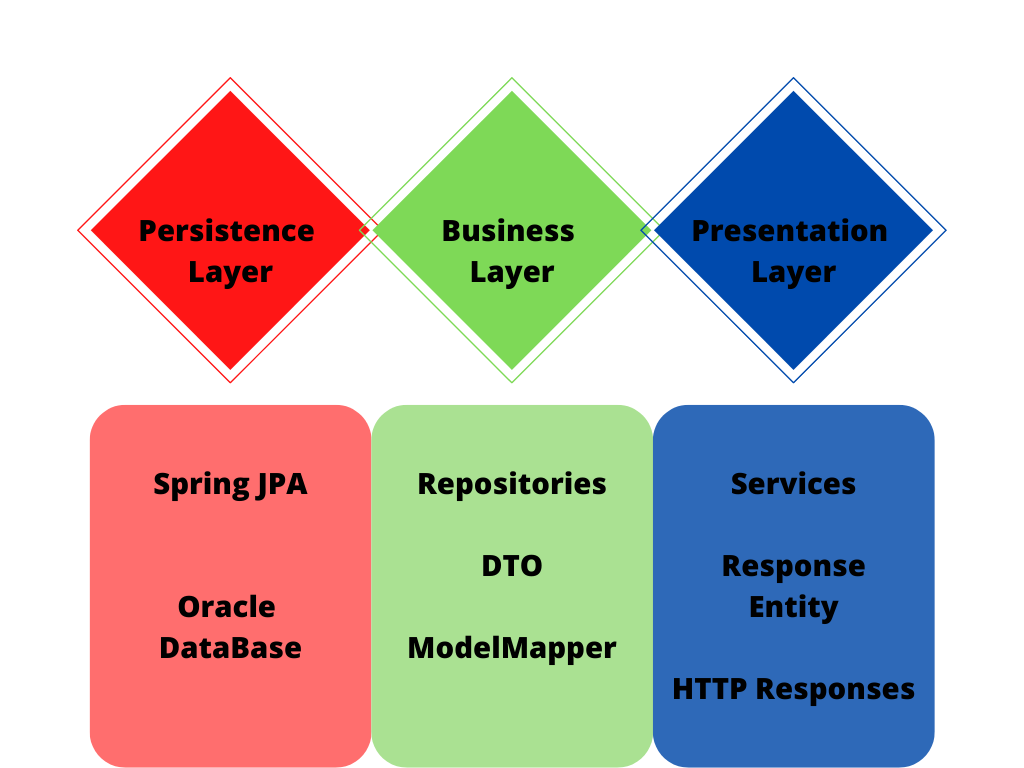 Persistence
Layer
Business
Layer
Presentation
Layer
Spring JPA
Oracle
DataBase
Repositories
DTO
ModelMapper
Services
Response
Entity
HTTP Responses